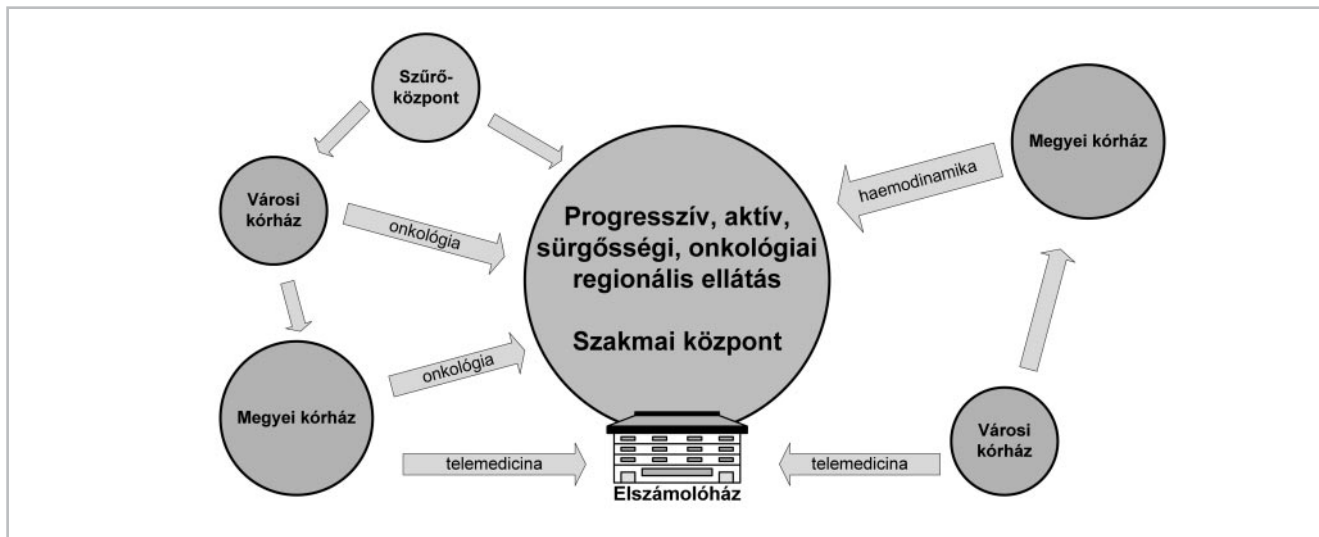 Szűrő-
központ
Megyei kórház
haemodinamika
Városi
kórház
onkológia
Progresszív, aktív,
sürgősségi, onkológiai
regionális ellátás
Szakmai központ
onkológia
Megyei kórház
telemedicina
telemedicina
Városi
kórház
Elszámolóház